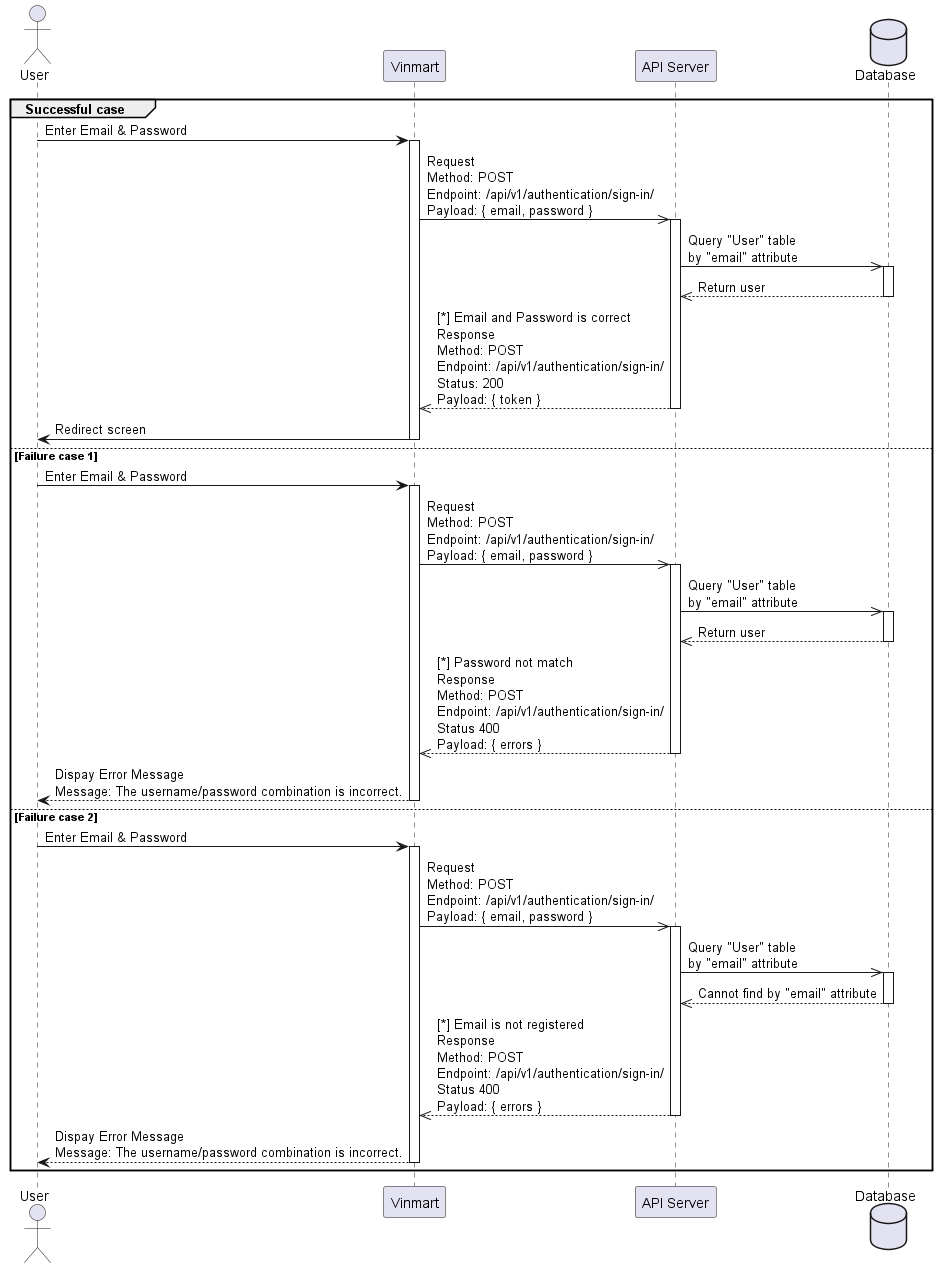 User
Vinmart
API Server
Database
Successful case
Enter Email & Password
Request
Method: POST
Endpoint: /api/v1/authentication/sign-in/
Payload: { email, password }
Query "User" table
by "email" attribute
Return user
[*] Email and Password is correct
Response
Method: POST
Endpoint: /api/v1/authentication/sign-in/
Status: 200
Payload: { token }
Redirect screen
[Failure case 1]
Enter Email & Password
Request
Method: POST
Endpoint: /api/v1/authentication/sign-in/
Payload: { email, password }
Query "User" table
by "email" attribute
Return user
[*] Password not match
Response
Method: POST
Endpoint: /api/v1/authentication/sign-in/
Status 400
Payload: { errors }
Dispay Error Message
Message: The username/password combination is incorrect.
[Failure case 2]
Enter Email & Password
Request
Method: POST
Endpoint: /api/v1/authentication/sign-in/
Payload: { email, password }
Query "User" table
by "email" attribute
Cannot find by "email" attribute
[*] Email is not registered
Response
Method: POST
Endpoint: /api/v1/authentication/sign-in/
Status 400
Payload: { errors }
Dispay Error Message
Message: The username/password combination is incorrect.
User
Vinmart
API Server
Database